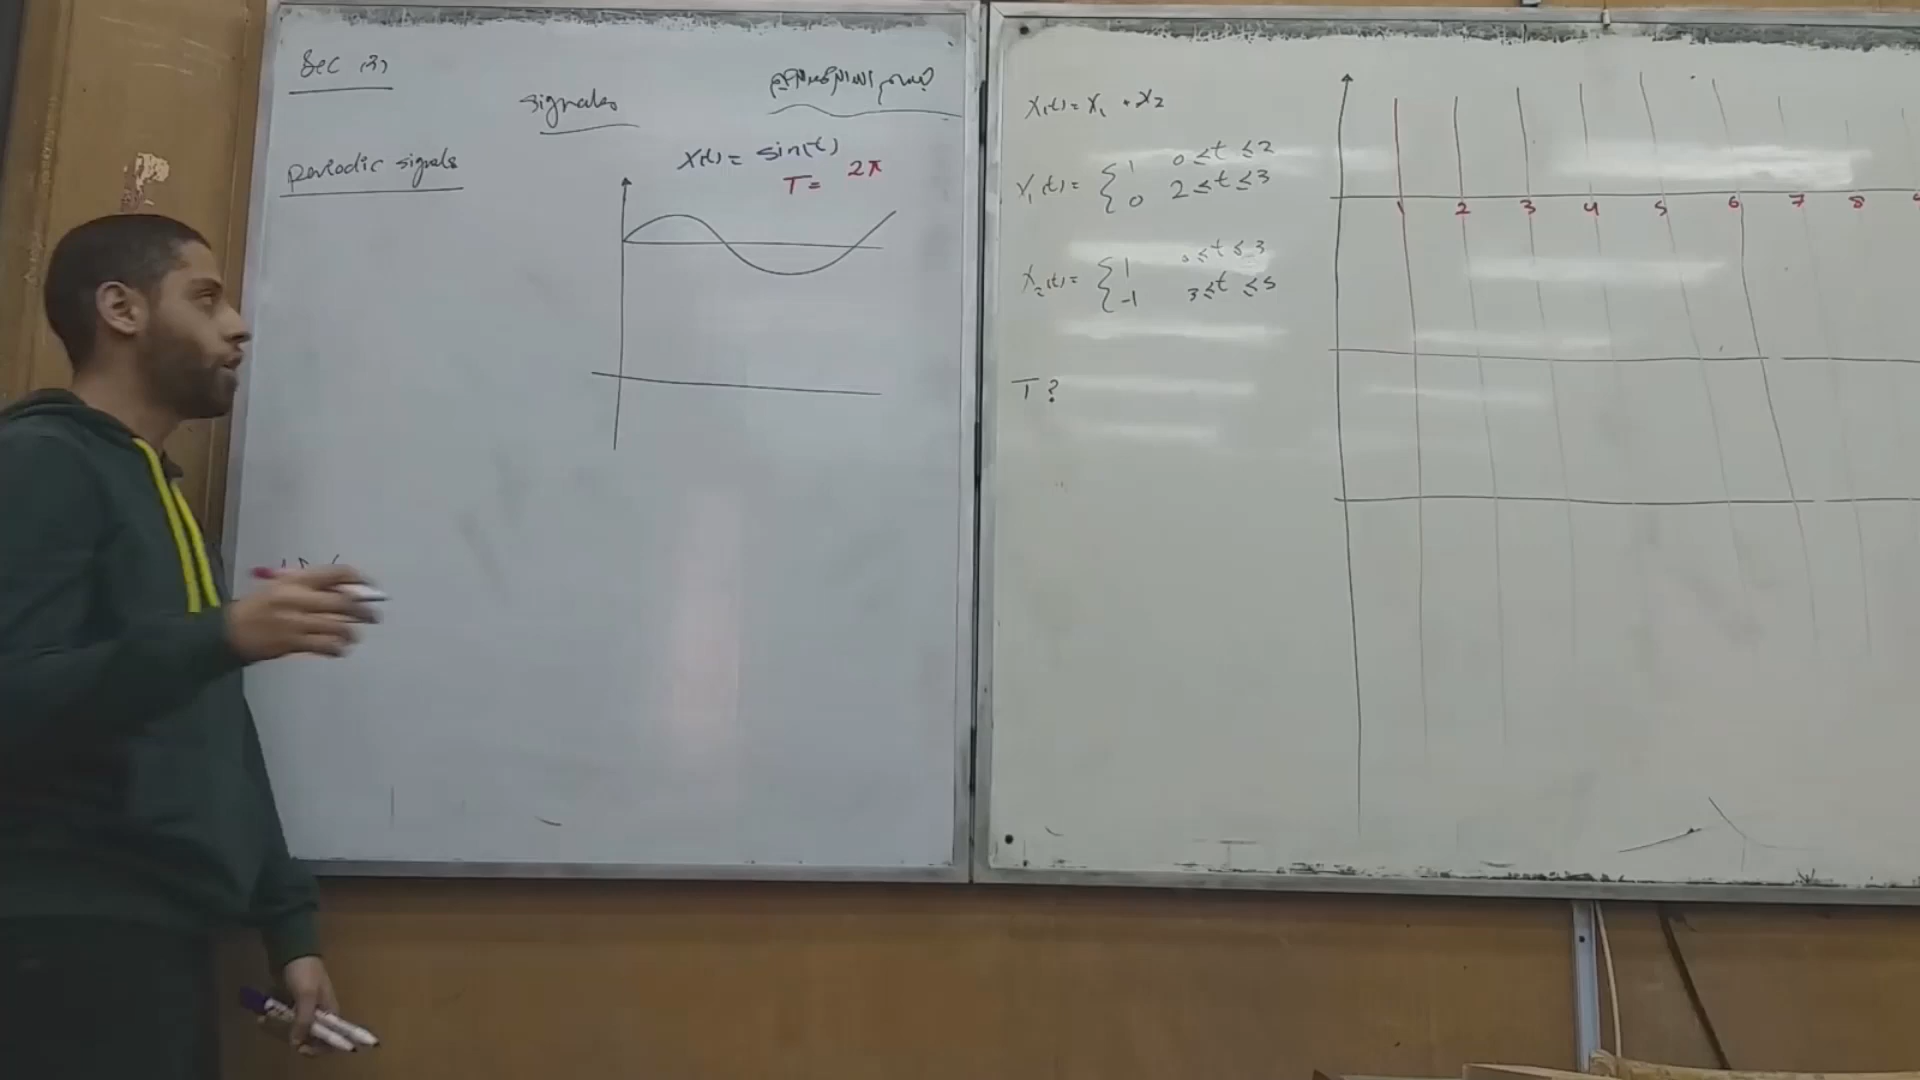 Sec (3)
signals
periodic signals
X(t) = sin(t)
T = 2π
X(t) = X₁ + X₂
X₁(t) = { 1 0 ≤ t ≤ 2
0 2 ≤ t ≤ 3
X₂(t) = { 1 0 ≤ t ≤ 3
-1 3 ≤ t ≤ 5
T ?
1 2 3 4 5 6 7 8